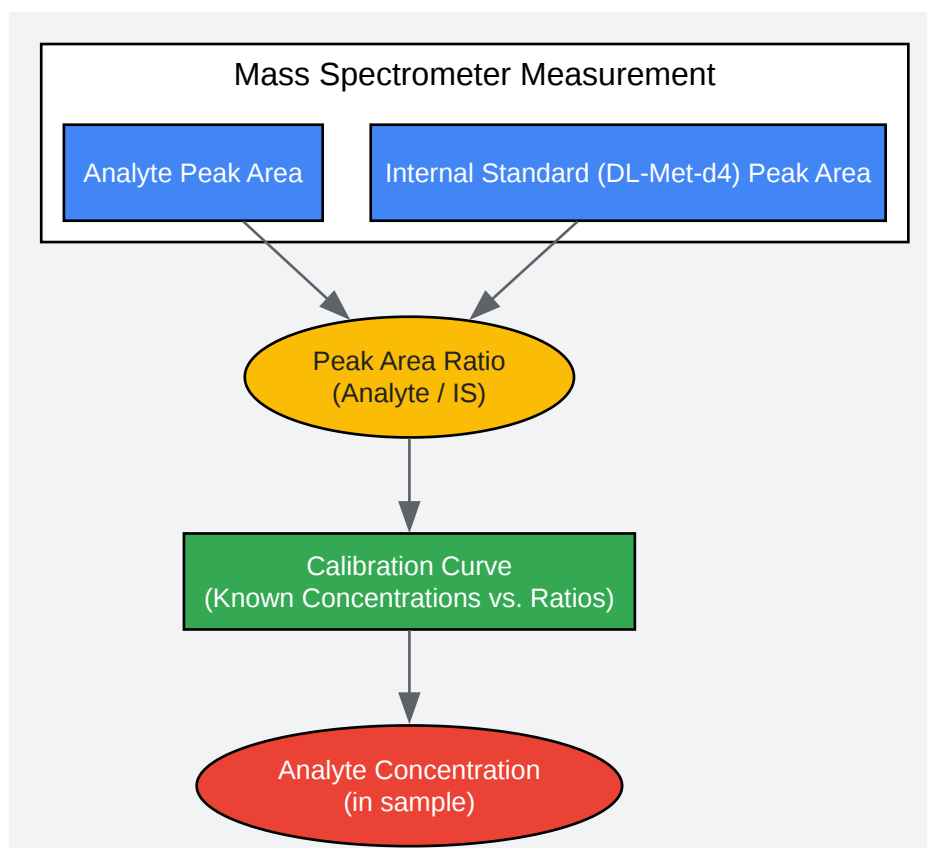 Mass Spectrometer Measurement
Analyte Peak Area
Internal Standard (DL-Met-d4) Peak Area
Peak Area Ratio
(Analyte / IS)
Calibration Curve
(Known Concentrations vs. Ratios)
Analyte Concentration
(in sample)